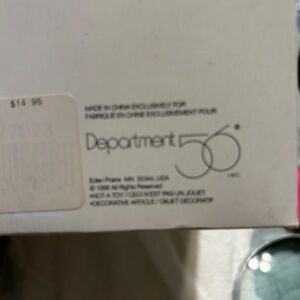 $14.95
MADE IN CHINA EXCLUSIVELY FOR
FABRIQUÉ EN CHINE EXCLUSIVEMENT POUR
Department 56®
INC.
Eden Prairie MN 55344, USA
All Rights Reserved
•NOT A TOY / CECI N'EST PAS UN JOUET
•DECORATIVE ARTICLE / OBJET DÉCORATIF